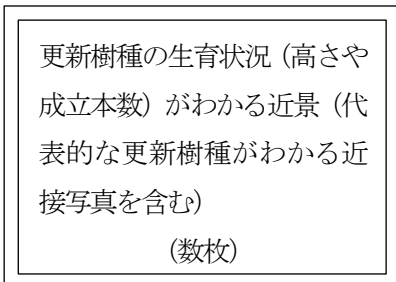 更新樹種の生育状況（高さや
成立本数）がわかる近景（代
表的な更新樹種がわかる近
接写真を含む）
（数枚）